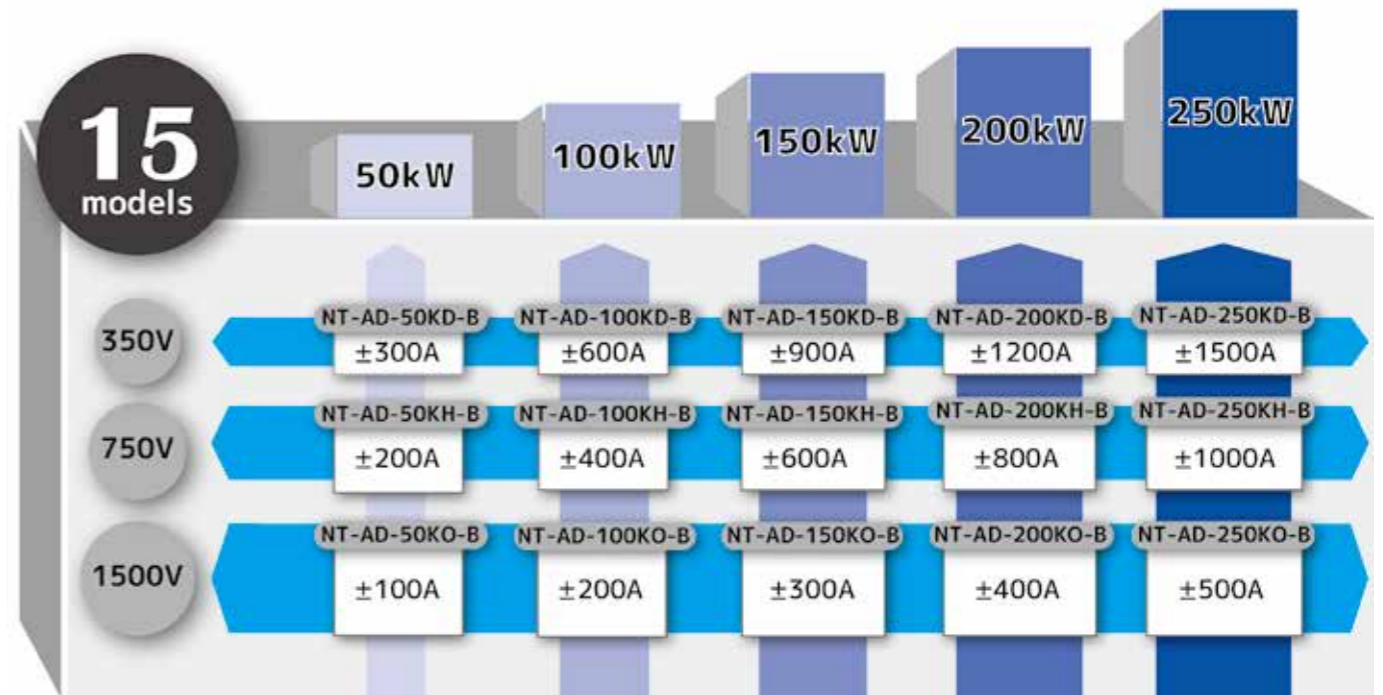 15
models
50kW
100kW
150kW
200kW
250kW
350V
NT-AD-50KD-B
NT-AD-100KD-B
NT-AD-150KD-B
NT-AD-200KD-B
NT-AD-250KD-B
±300A
±600A
±900A
±1200A
±1500A
750V
NT-AD-50KH-B
NT-AD-100KH-B
NT-AD-150KH-B
NT-AD-200KH-B
NT-AD-250KH-B
±200A
±400A
±600A
±800A
±1000A
1500V
NT-AD-50KO-B
NT-AD-100KO-B
NT-AD-150KO-B
NT-AD-200KO-B
NT-AD-250KO-B
±100A
±200A
±300A
±400A
±500A